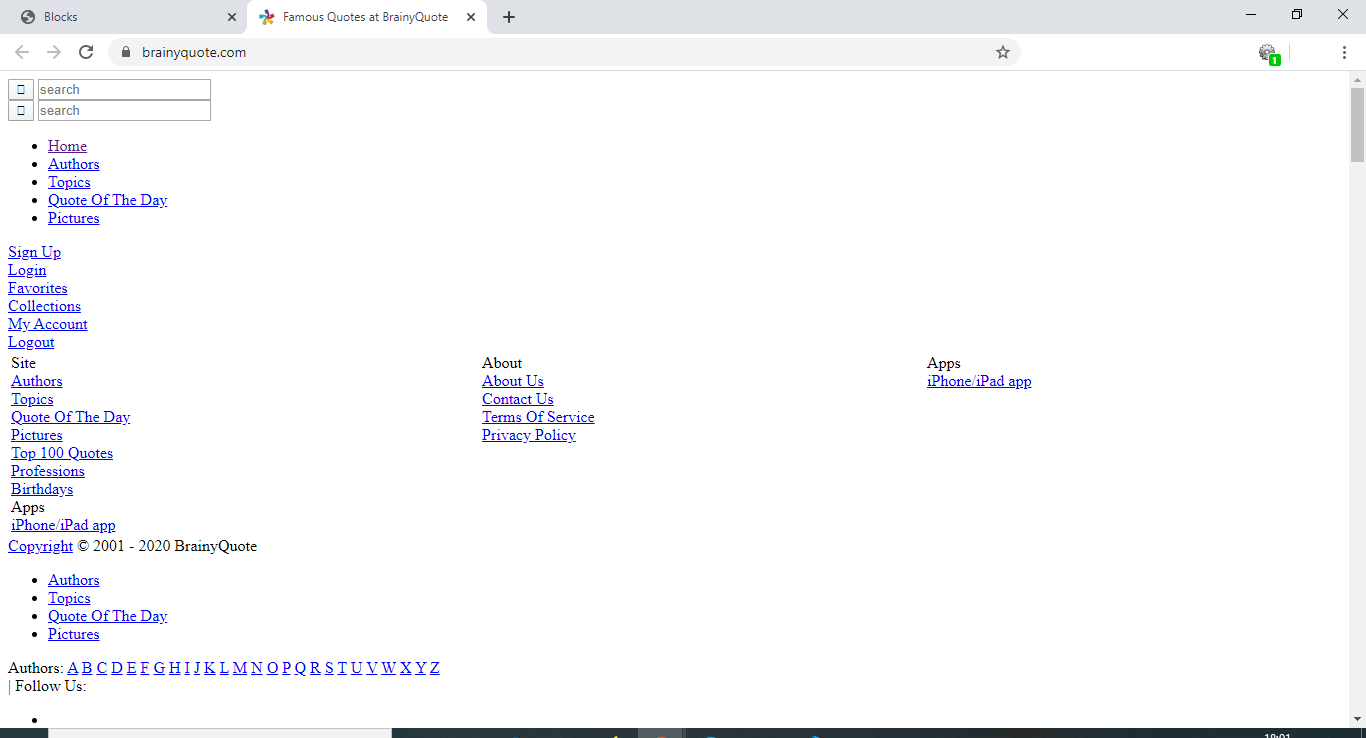 Blocks
Famous Quotes at BrainyQuote
brainyquote.com
1
search
search
Home
Authors
Topics
Quote Of The Day
Pictures
Sign Up
Login
Favorites
Collections
My Account
Logout
Site About Apps
Authors About Us iPhone/iPad app
Topics Contact Us
Quote Of The Day Terms Of Service
Pictures Privacy Policy
Top 100 Quotes
Professions
Birthdays
Apps
iPhone/iPad app
Copyright © 2001 - 2020 BrainyQuote
Authors
Topics
Quote Of The Day
Pictures
Authors: A B C D E F G H I J K L M N O P Q R S T U V W X Y Z
| Follow Us: